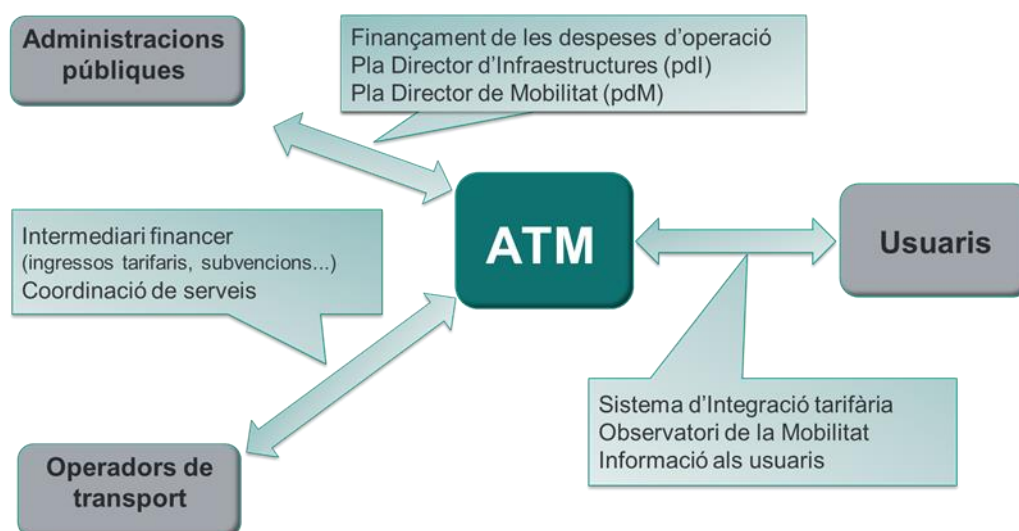 Administracions
públiques
Finançament de les despeses d’operació
Pla Director d’Infraestructures (pdI)
Pla Director de Mobilitat (pdM)
ATM
Usuaris
Intermediari financer
(ingressos tarifaris, subvencions...)
Coordinació de serveis
Sistema d’Integració tarifària
Observatori de la Mobilitat
Informació als usuaris
Operadors de
transport